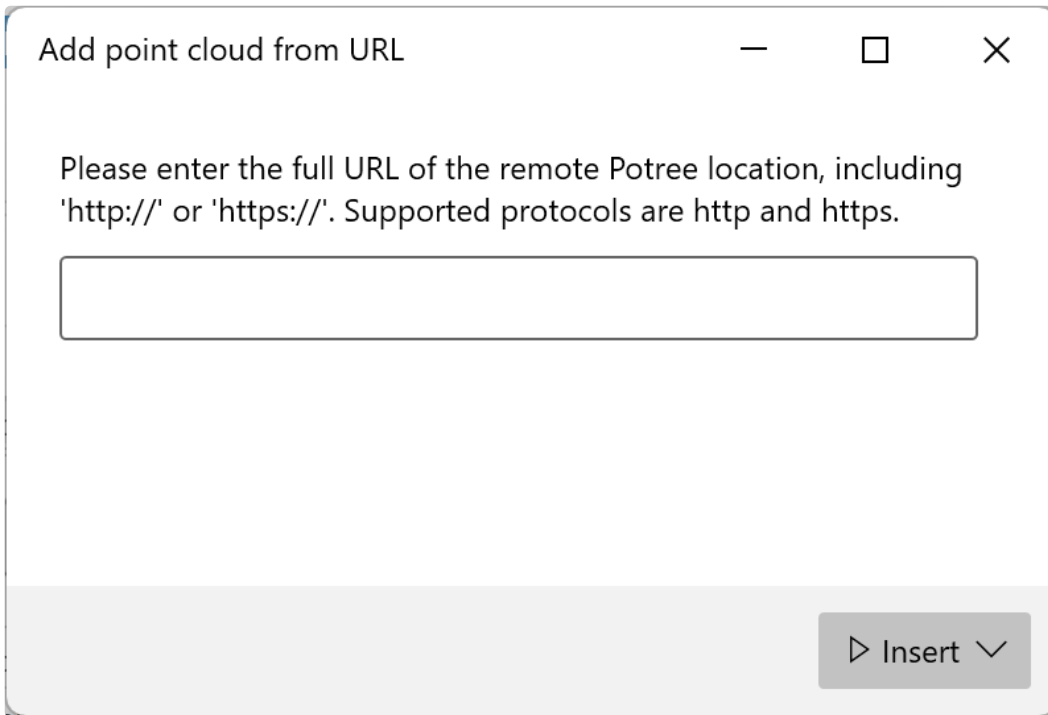 Add point cloud from URL
Please enter the full URL of the remote Potree location, including
'http://' or 'https://'. Supported protocols are http and https.
Insert